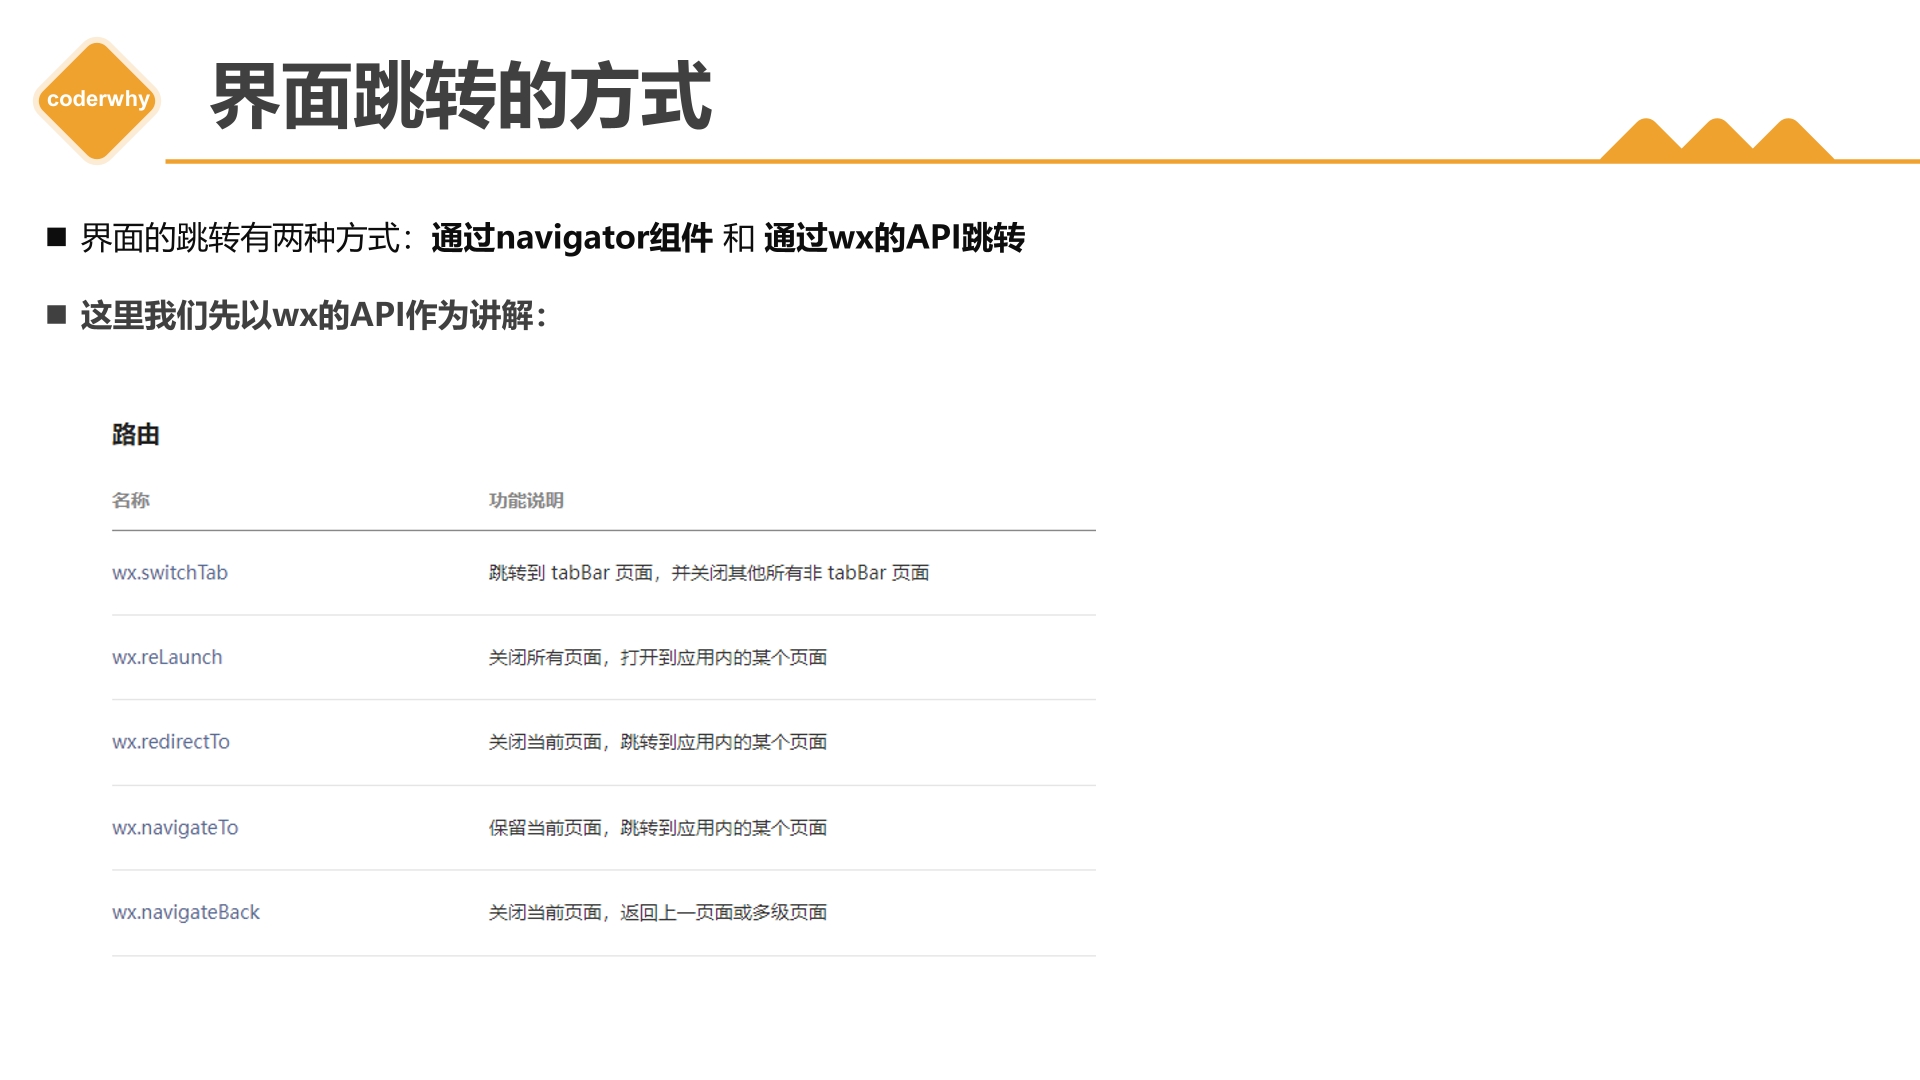 coderwhy
界面跳转的方式
界面的跳转有两种方式：通过navigator组件 和 通过wx的API跳转
这里我们先以wx的API作为讲解：
路由
名称 功能说明
wx.switchTab 跳转到 tabBar 页面，并关闭其他所有非 tabBar 页面
wx.reLaunch 关闭所有页面，打开到应用内的某个页面
wx.redirectTo 关闭当前页面，跳转到应用内的某个页面
wx.navigateTo 保留当前页面，跳转到应用内的某个页面
wx.navigateBack 关闭当前页面，返回上一页面或多级页面